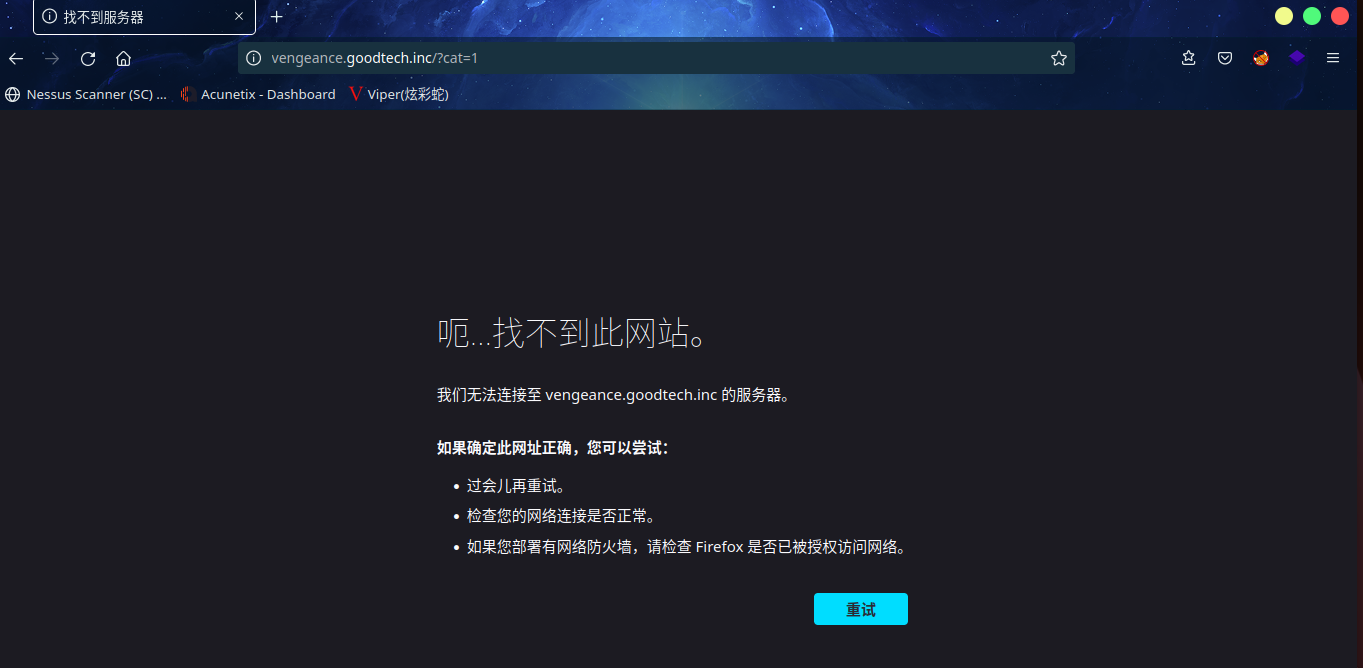 找不到服务器
vengeance.goodtech.inc/?cat=1
Nessus Scanner (SC) ... Acunetix - Dashboard Viper(炫彩蛇)
呃...找不到此网站。
我们无法连接至 vengeance.goodtech.inc 的服务器。
如果确定此网址正确，您可以尝试：
• 过会儿再重试。
• 检查您的网络连接是否正常。
• 如果您部署有网络防火墙，请检查 Firefox 是否已被授权访问网络。
重试